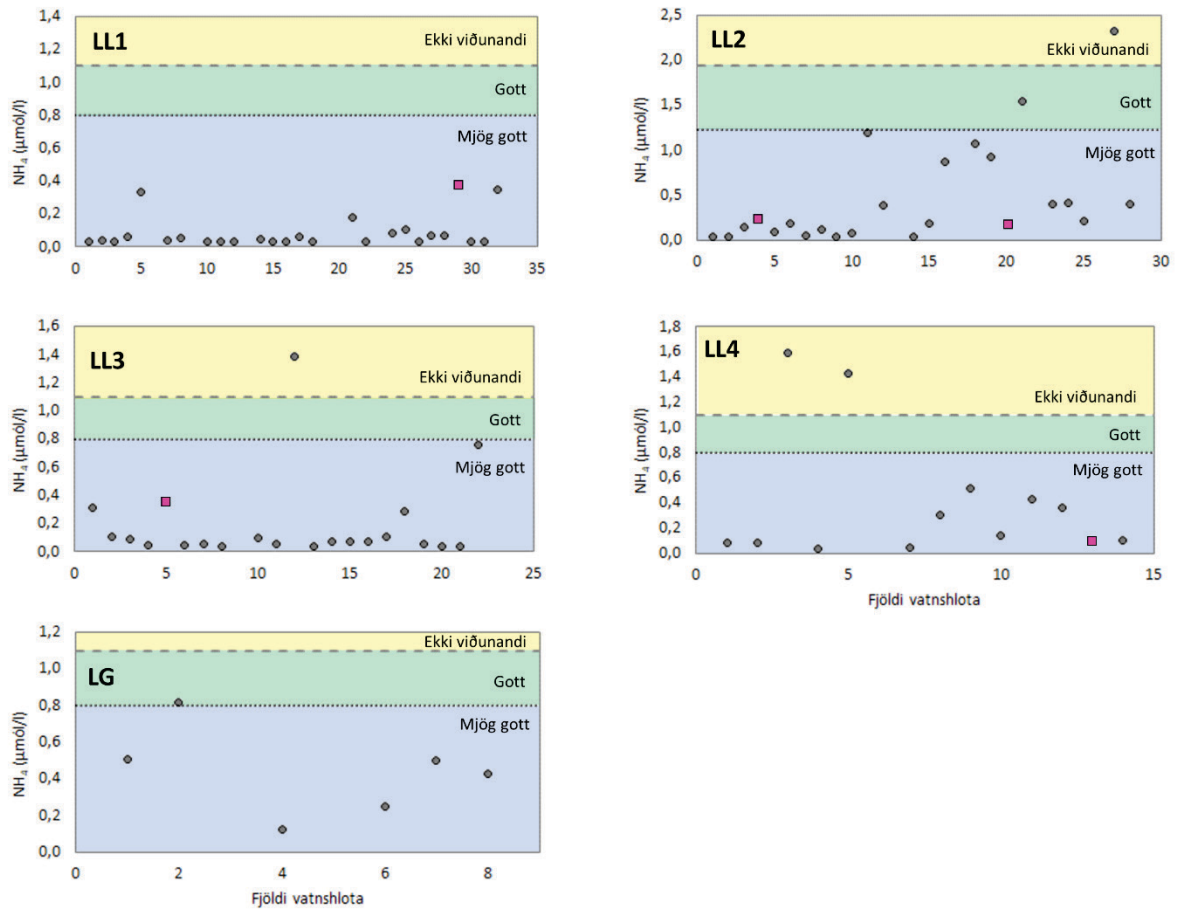 LL1
NH₄ (µmól/l)
1,4
1,2
1,0
0,8
0,6
0,4
0,2
0,0
Ekki viðunandi
Gott
Mjög gott
0 5 10 15 20 25 30 35
LL2
NH₄ (µmól/l)
2,5
2,0
1,5
1,0
0,5
0,0
Ekki viðunandi
Gott
Mjög gott
0 5 10 15 20 25 30
LL3
NH₄ (µmól/l)
1,6
1,4
1,2
1,0
0,8
0,6
0,4
0,2
0,0
Ekki viðunandi
Gott
Mjög gott
0 5 10 15 20 25
LL4
NH₄ (µmól/l)
1,8
1,6
1,4
1,2
1,0
0,8
0,6
0,4
0,2
0,0
Ekki viðunandi
Gott
Mjög gott
0 5 10 15
Fjöldi vatnshlota
LG
NH₄ (µmól/l)
1,2
1,0
0,8
0,6
0,4
0,2
0,0
Ekki viðunandi
Gott
Mjög gott
0 2 4 6 8
Fjöldi vatnshlota